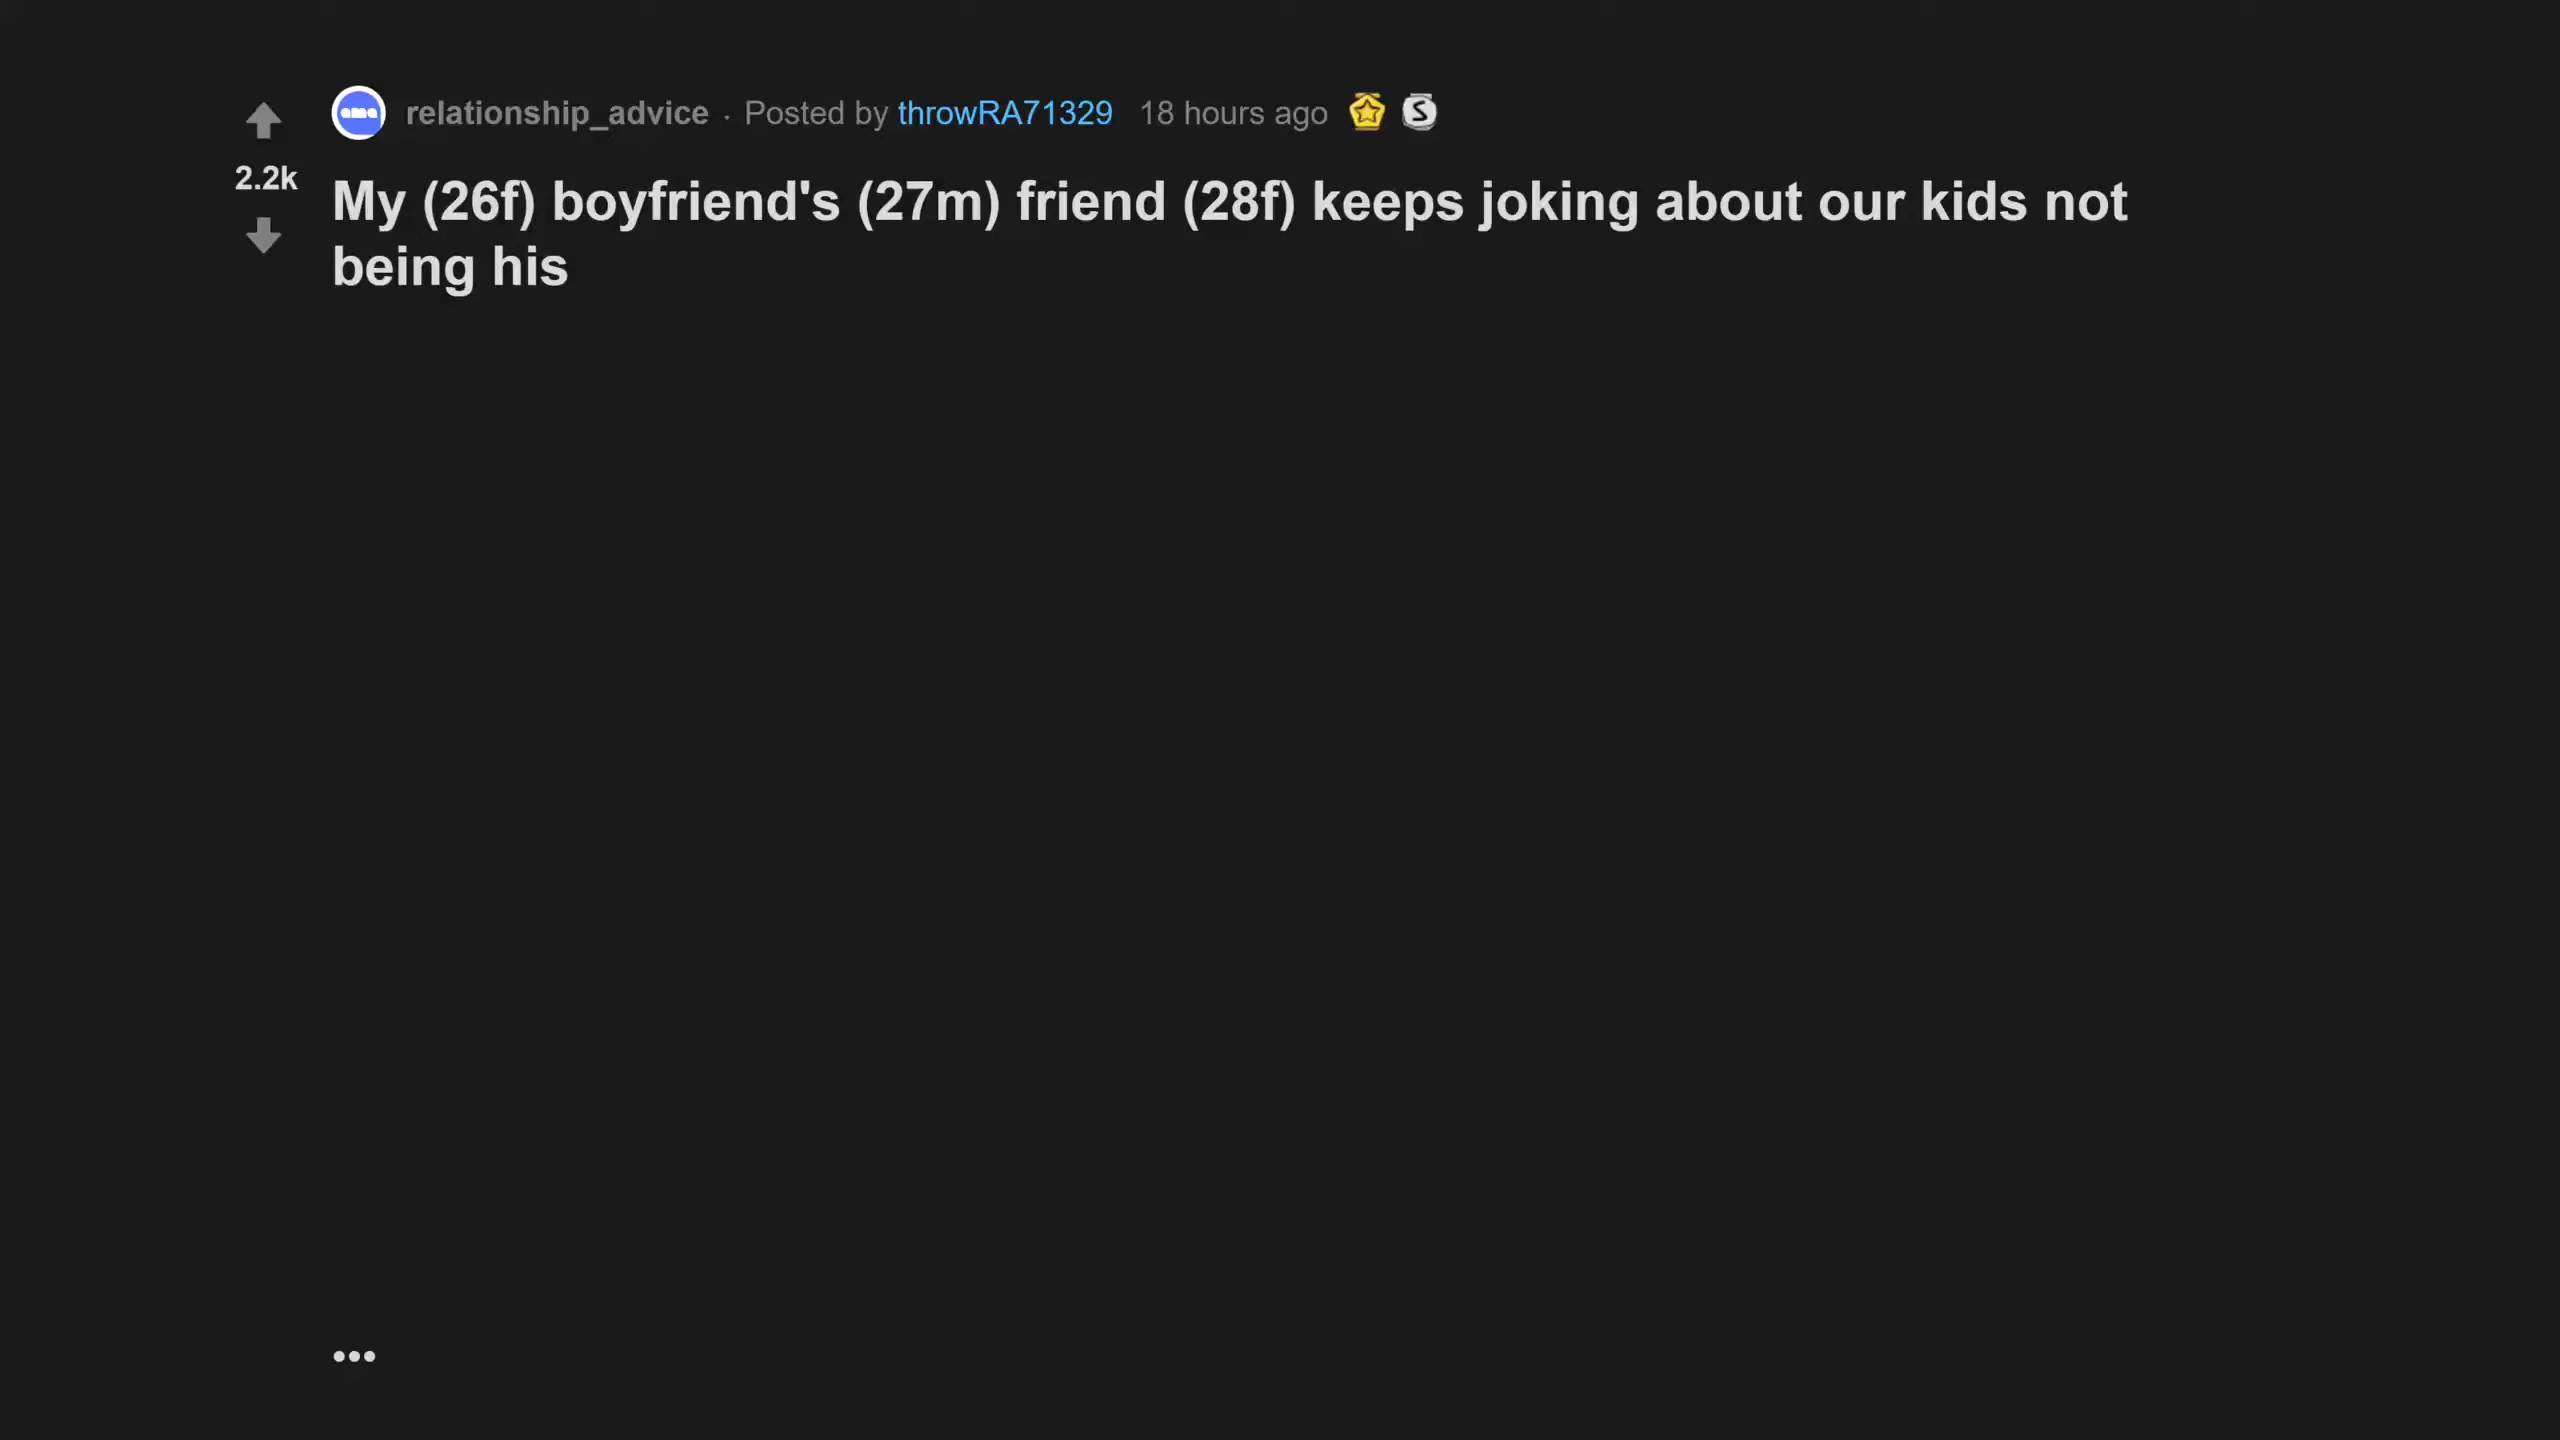 relationship_advice · Posted by throwRA71329 18 hours ago
2.2k
My (26f) boyfriend's (27m) friend (28f) keeps joking about our kids not
being his
...